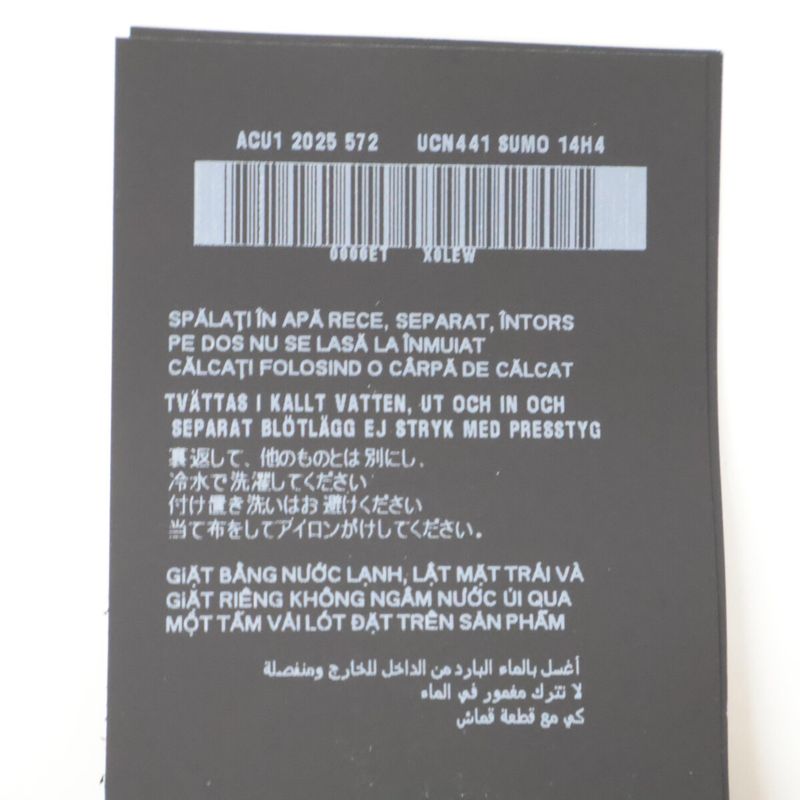 ACU1 2025 572 UCN441 SUMO 14H4
0000ET X0LEW
SPĂLAȚI ÎN APĂ RECE, SEPARAT, ÎNTORS
PE DOS NU SE LASĂ LA ÎNMUIAT
CĂLCAȚI FOLOSIND O CÂRPĂ DE CĂLCAT
TVÄTTAS I KALLT VATTEN, UT OCH IN OCH
SEPARAT BLÖTLÄGG EJ STRYK MED PRESSTYG
裏返して、他のものとは別にし、
冷水で洗濯してください
付け置き洗いはお避けください
当て布をしてアイロンがけしてください。
GIẶT BẰNG NƯỚC LẠNH, LẬT MẶT TRÁI VÀ
GIẶT RIÊNG KHÔNG NGÂM NƯỚC ỦI QUA
MỘT TẤM VẢI LÓT ĐẶT TRÊN SẢN PHẨM
أغسل بالماء البارد من الداخل للخارج ومنفصلة
لا تترك مغمور في الماء
كي مع قطعة قماش